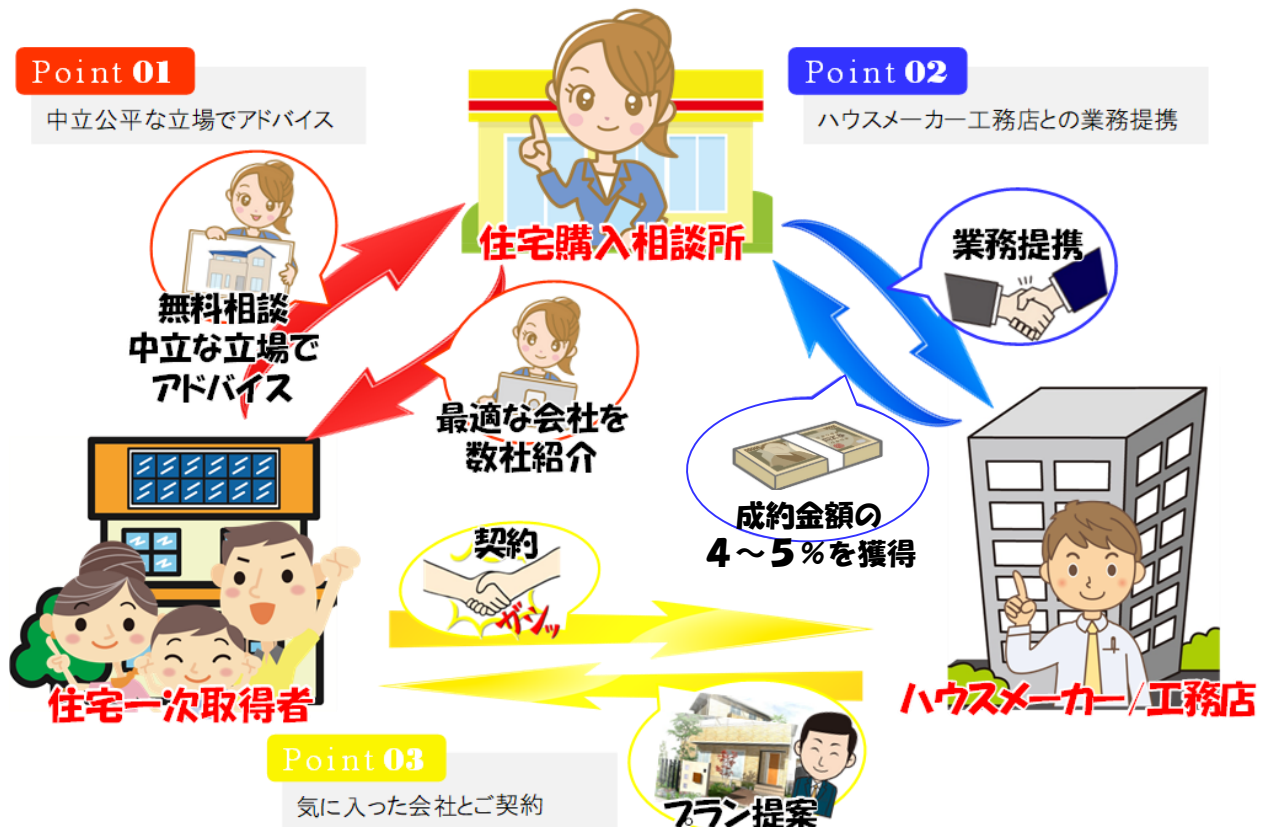 Point 01
中立公平な立場でアドバイス
Point 02
ハウスメーカー工務店との業務提携
住宅購入相談所
業務提携
無料相談
中立な立場で
アドバイス
最適な会社を
数社紹介
成約金額の
4～5%を獲得
契約
ガシッ
住宅一次取得者
ハウスメーカー/工務店
Point 03
気に入った会社とご契約
プラン提案